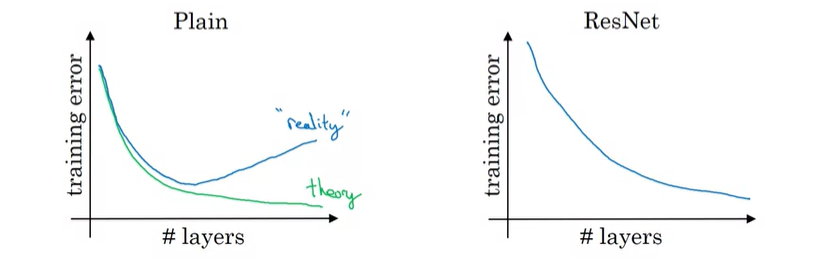 Plain
training error
"reality"
theory
# layers
ResNet
training error
# layers